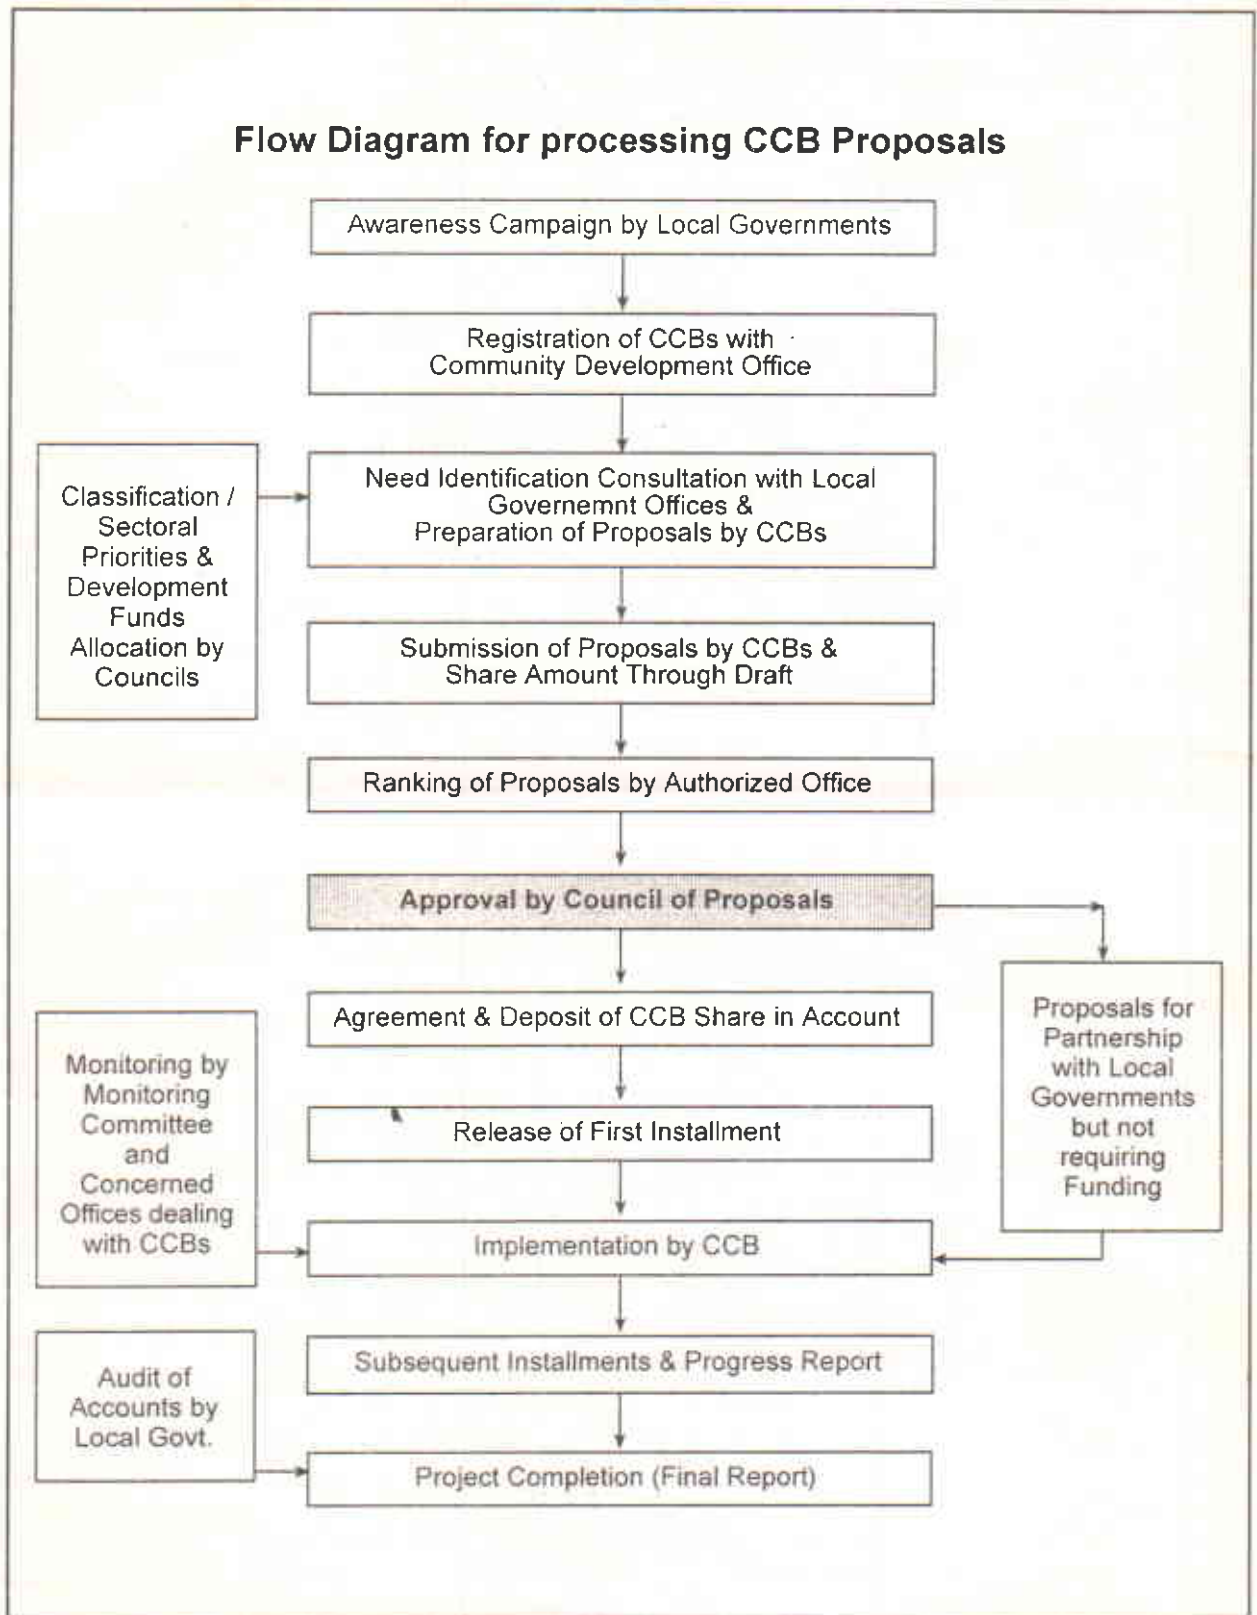 Flow Diagram for processing CCB Proposals
Awareness Campaign by Local Governments
Registration of CCBs with
Community Development Office
Classification /
Sectoral
Priorities &
Development
Funds
Allocation by
Councils
Need Identification Consultation with Local
Governemnt Offices &
Preparation of Proposals by CCBs
Submission of Proposals by CCBs &
Share Amount Through Draft
Ranking of Proposals by Authorized Office
Approval by Council of Proposals
Agreement & Deposit of CCB Share in Account
Proposals for
Partnership
with Local
Governments
but not
requiring
Funding
Monitoring by
Monitoring
Committee
and
Concerned
Offices dealing
with CCBs
Release of First Installment
Implementation by CCB
Subsequent Installments & Progress Report
Audit of
Accounts by
Local Govt.
Project Completion (Final Report)